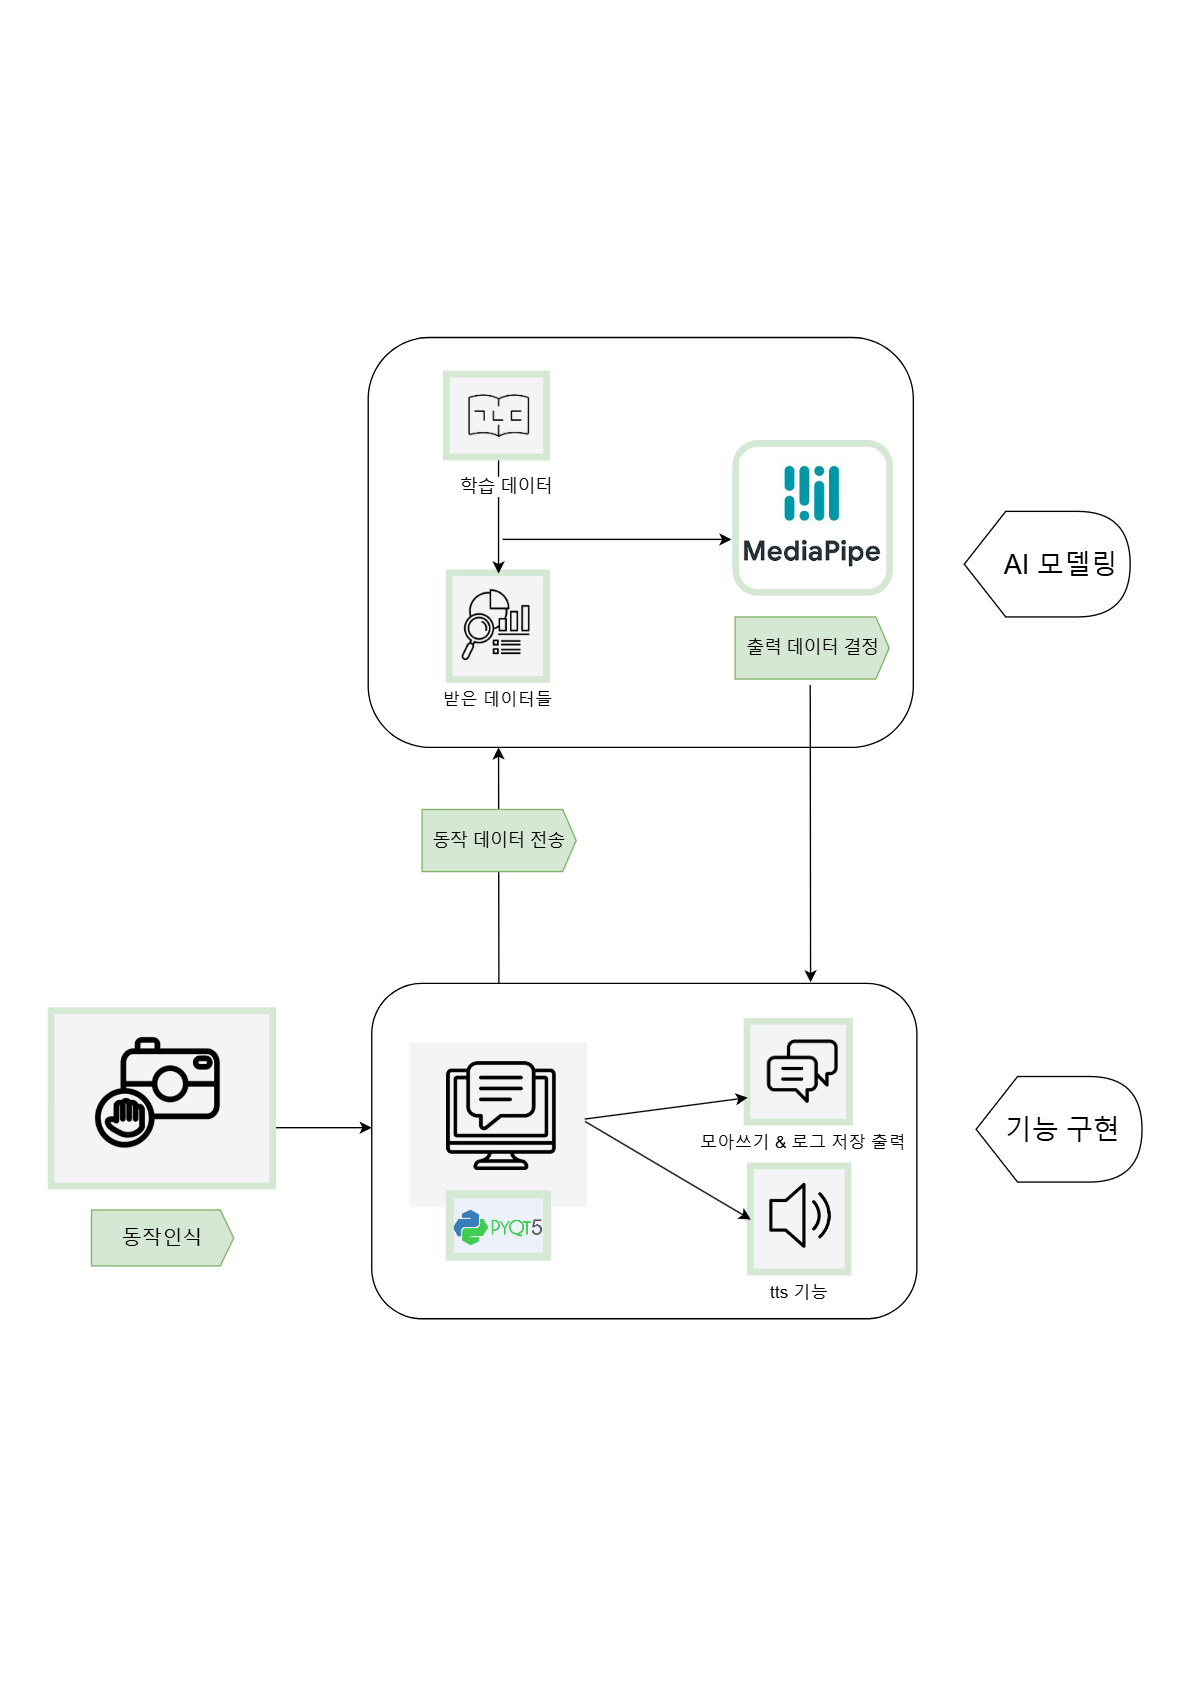 ㄱㄴㄷ
학습 데이터
MediaPipe
AI 모델링
출력 데이터 결정
받은 데이터들
동작 데이터 전송
모아쓰기 & 로그 저장 출력
기능 구현
PYQT5
동작인식
tts 기능